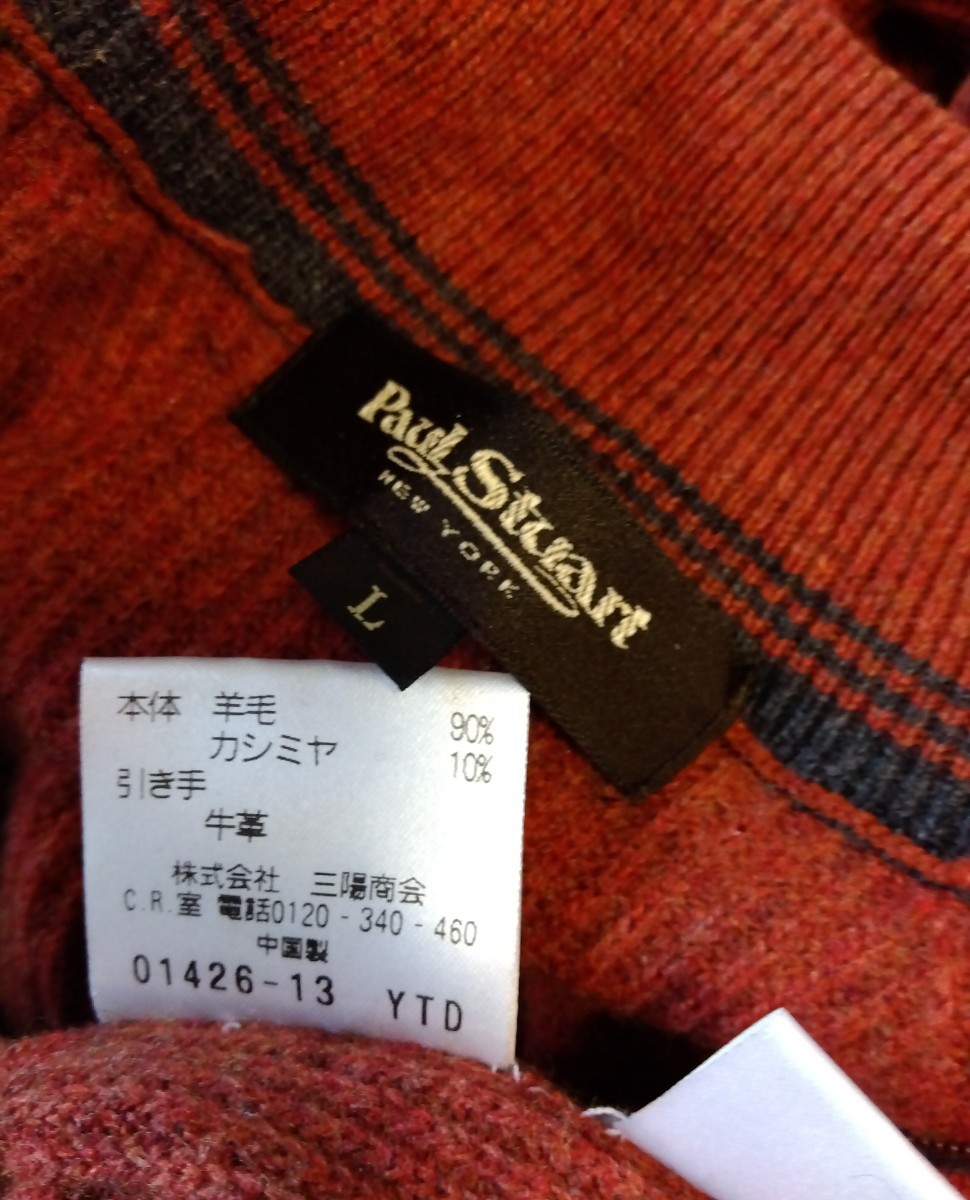 Paul Stuart
NEW YORK
L
本体 羊毛 90%
カシミヤ 10%
引き手
牛革
株式会社 三陽商会
C.R.室 電話0120-340-460
中国製
01426-13 YTD